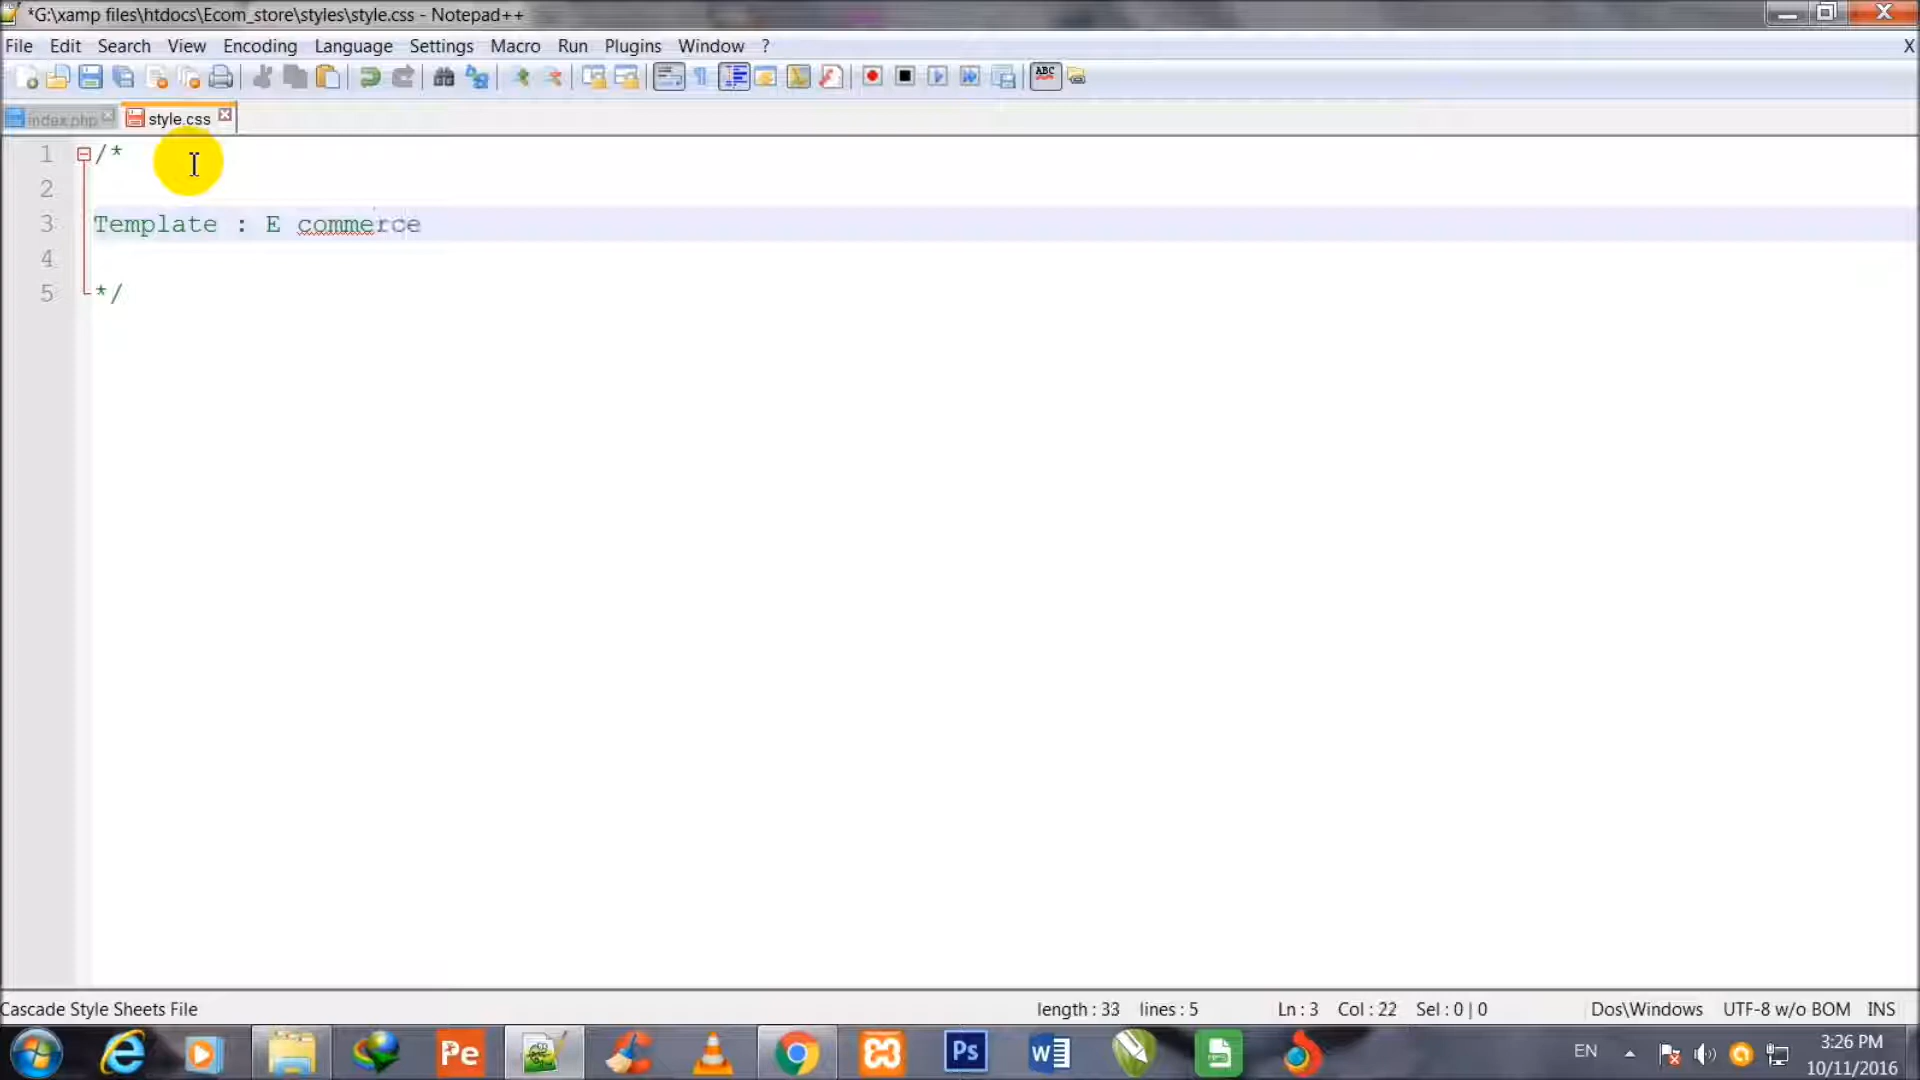 *G:\xamp files\htdocs\Ecom_store\styles\style.css - Notepad++
File Edit Search View Encoding Language Settings Macro Run Plugins Window ? X
ABC
index.php style.css
1 /*
2
3 Template : E commerce
4
5 */
Cascade Style Sheets File length : 33 lines : 5 Ln : 3 Col : 22 Sel : 0 | 0 Dos\Windows UTF-8 w/o BOM INS
Pe Ps W EN 3:26 PM
10/11/2016